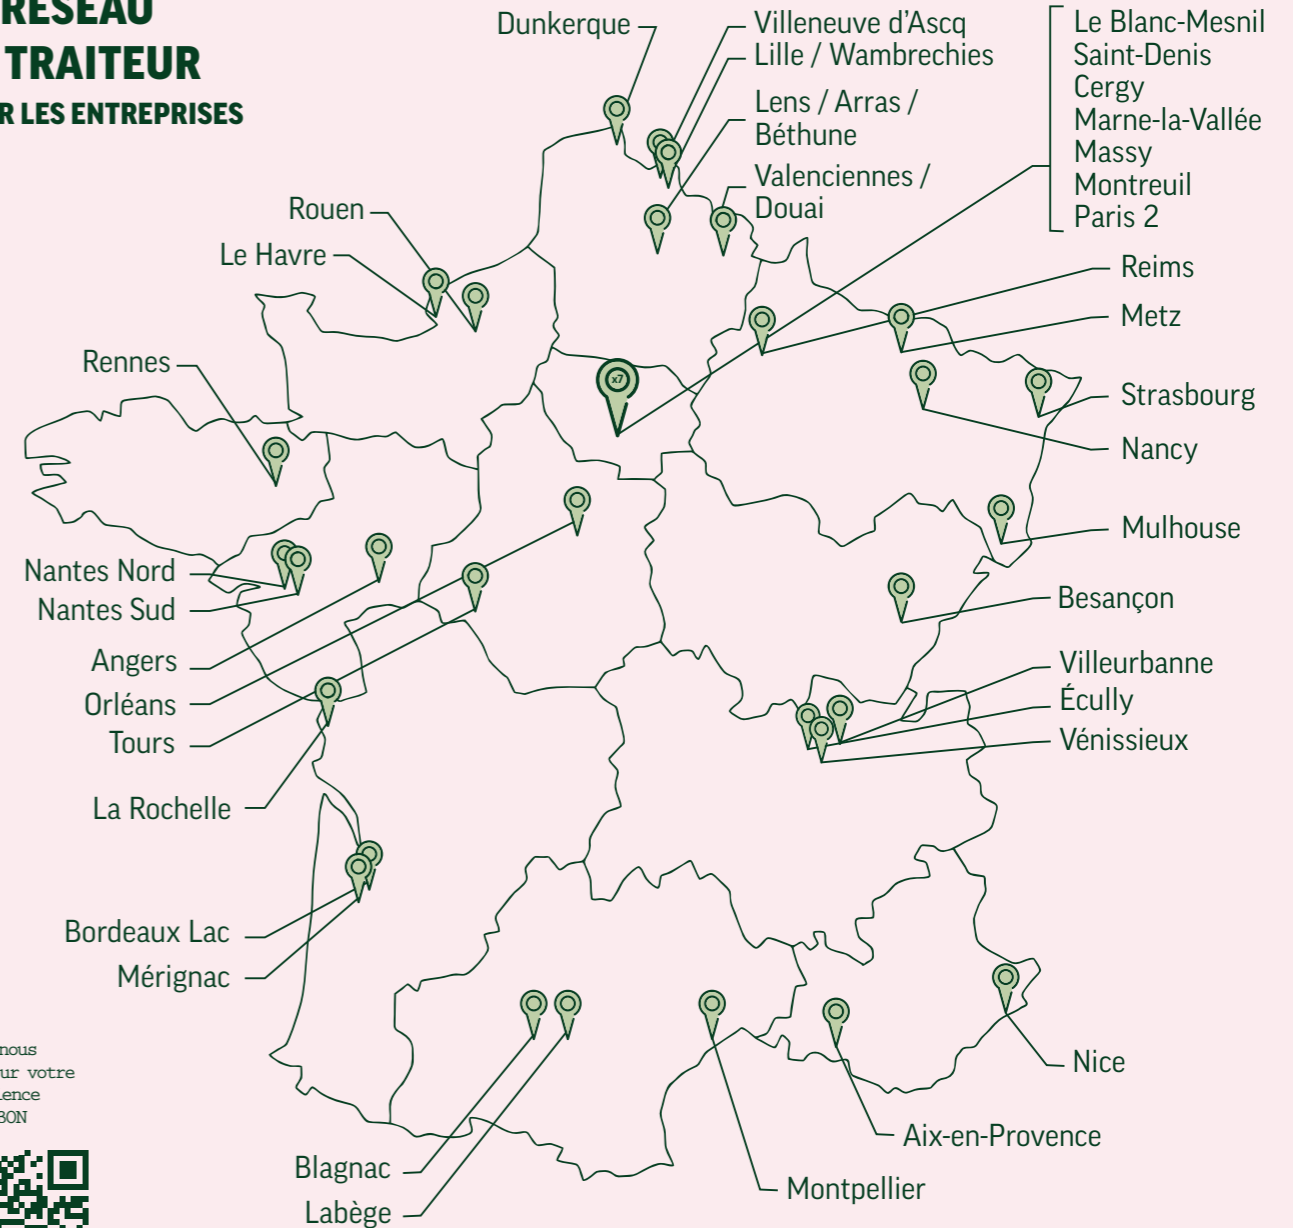 RÉSEAU
TRAITEUR
R LES ENTREPRISES
Dunkerque
Villeneuve d'Ascq
Lille / Wambrechies
Lens / Arras /
Béthune
Valenciennes /
Douai
Le Blanc-Mesnil
Saint-Denis
Cergy
Marne-la-Vallée
Massy
Montreuil
Paris 2
Rouen
Le Havre
Reims
Metz
Rennes
x7
Strasbourg
Nancy
Mulhouse
Nantes Nord
Nantes Sud
Besançon
Angers
Orléans
Tours
Villeurbanne
Écully
Vénissieux
La Rochelle
Bordeaux Lac
Mérignac
nous
ur votre
ence
BON
Nice
Aix-en-Provence
Blagnac
Montpellier
Labège